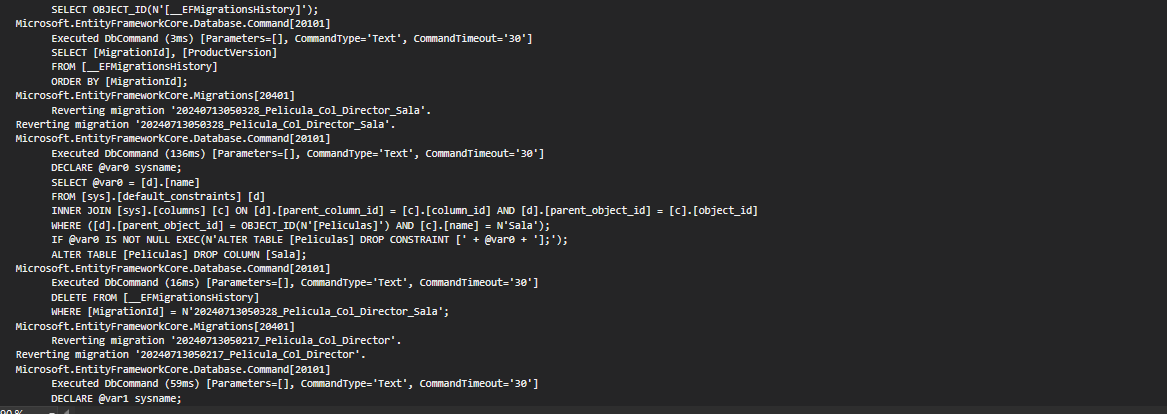 SELECT OBJECT_ID(N'[__EFMigrationsHistory]');
Microsoft.EntityFrameworkCore.Database.Command[20101]
Executed DbCommand (3ms) [Parameters=[], CommandType='Text', CommandTimeout='30']
SELECT [MigrationId], [ProductVersion]
FROM [__EFMigrationsHistory]
ORDER BY [MigrationId];
Microsoft.EntityFrameworkCore.Migrations[20401]
Reverting migration '20240713050328_Pelicula_Col_Director_Sala'.
Reverting migration '20240713050328_Pelicula_Col_Director_Sala'.
Microsoft.EntityFrameworkCore.Database.Command[20101]
Executed DbCommand (136ms) [Parameters=[], CommandType='Text', CommandTimeout='30']
DECLARE @var0 sysname;
SELECT @var0 = [d].[name]
FROM [sys].[default_constraints] [d]
INNER JOIN [sys].[columns] [c] ON [d].[parent_column_id] = [c].[column_id] AND [d].[parent_object_id] = [c].[object_id]
WHERE ([d].[parent_object_id] = OBJECT_ID(N'[Peliculas]') AND [c].[name] = N'Sala');
IF @var0 IS NOT NULL EXEC(N'ALTER TABLE [Peliculas] DROP CONSTRAINT [' + @var0 + '];');
ALTER TABLE [Peliculas] DROP COLUMN [Sala];
Microsoft.EntityFrameworkCore.Database.Command[20101]
Executed DbCommand (16ms) [Parameters=[], CommandType='Text', CommandTimeout='30']
DELETE FROM [__EFMigrationsHistory]
WHERE [MigrationId] = N'20240713050328_Pelicula_Col_Director_Sala';
Microsoft.EntityFrameworkCore.Migrations[20401]
Reverting migration '20240713050217_Pelicula_Col_Director'.
Reverting migration '20240713050217_Pelicula_Col_Director'.
Microsoft.EntityFrameworkCore.Database.Command[20101]
Executed DbCommand (59ms) [Parameters=[], CommandType='Text', CommandTimeout='30']
DECLARE @var1 sysname;